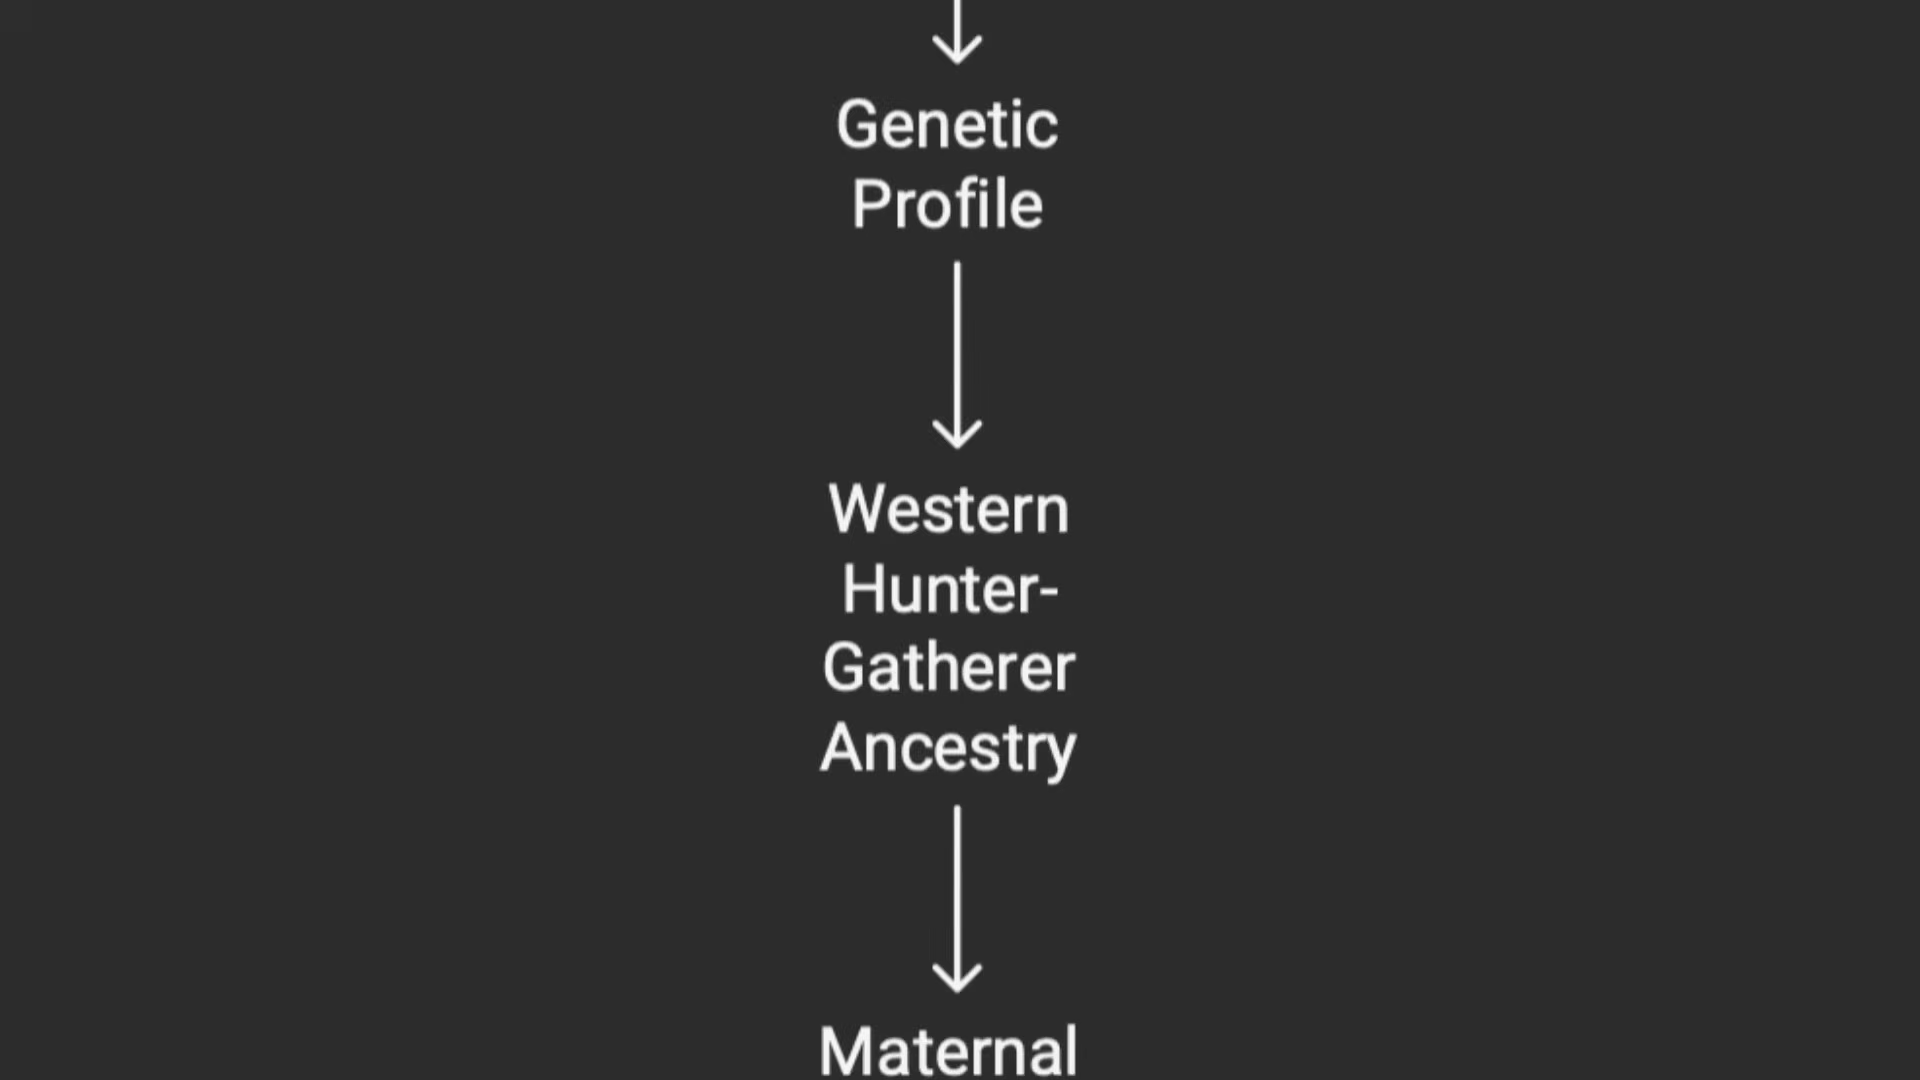 Genetic
Profile
Western
Hunter-
Gatherer
Ancestry
Maternal